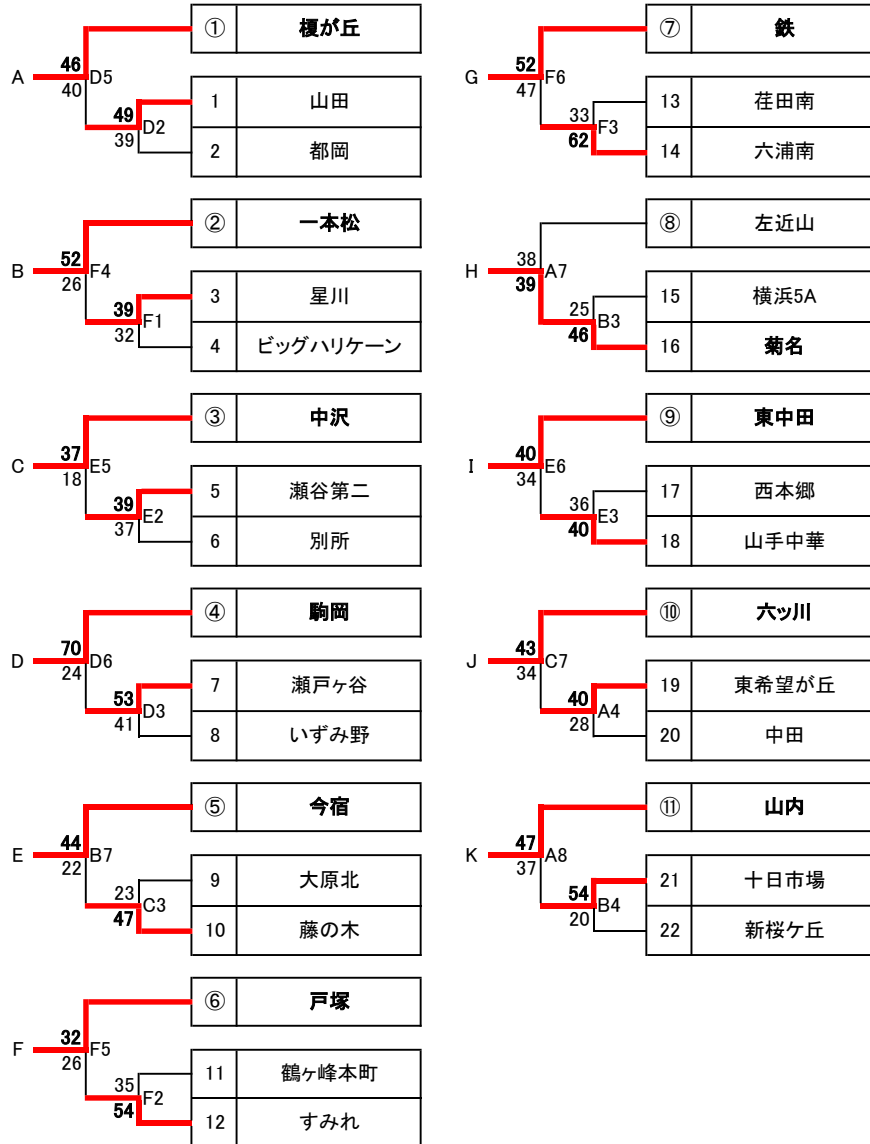 ① 榎が丘
46
A D5
40
49 1 山田
D2
39 2 都岡
② 一本松
52
B F4
26
39 3 星川
F1
32 4 ビッグハリケーン
③ 中沢
37
C E5
18
39 5 瀬谷第二
E2
37 6 別所
④ 駒岡
70
D D6
24
53 7 瀬戸ヶ谷
D3
41 8 いずみ野
⑤ 今宿
44
E B7
22
23 9 大原北
C3
47 10 藤の木
⑥ 戸塚
32
F F5
26
35 11 鶴ヶ峰本町
F2
54 12 すみれ
⑦ 鉄
52
G F6
47
33 13 荏田南
F3
62 14 六浦南
⑧ 左近山
38
H A7
39
25 15 横浜5A
B3
46 16 菊名
⑨ 東中田
40
I E6
34
36 17 西本郷
E3
40 18 山手中華
⑩ 六ッ川
43
J C7
34
40 19 東希望が丘
A4
28 20 中田
⑪ 山内
47
K A8
37
54 21 十日市場
B4
20 22 新桜ケ丘